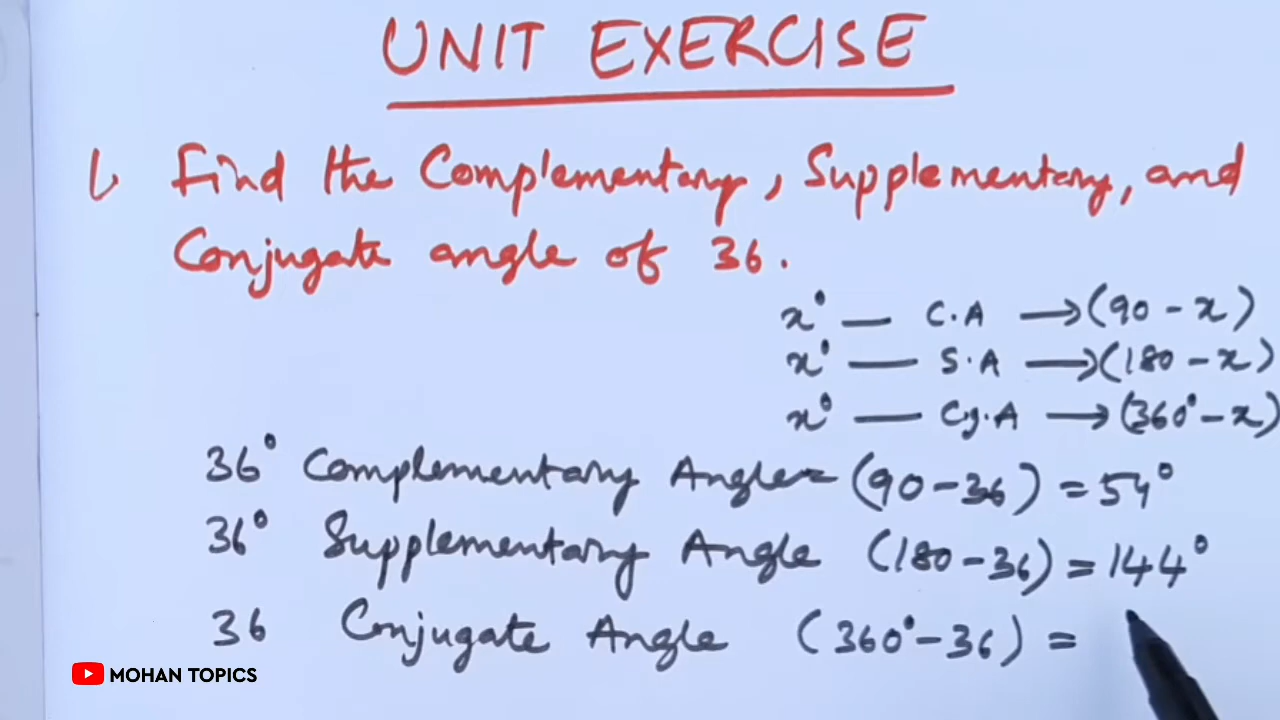 UNIT EXERCISE
1, Find the Complementary, Supplementary, and
Conjugate angle of 36.
x° — C.A → (90 - x)
x° — S.A → (180 - x)
x° — Cg.A → (360° - x)
36° Complementary Angle = (90 - 36) = 54°
36° Supplementary Angle (180 - 36) = 144°
36 Conjugate Angle (360° - 36) =
MOHAN TOPICS